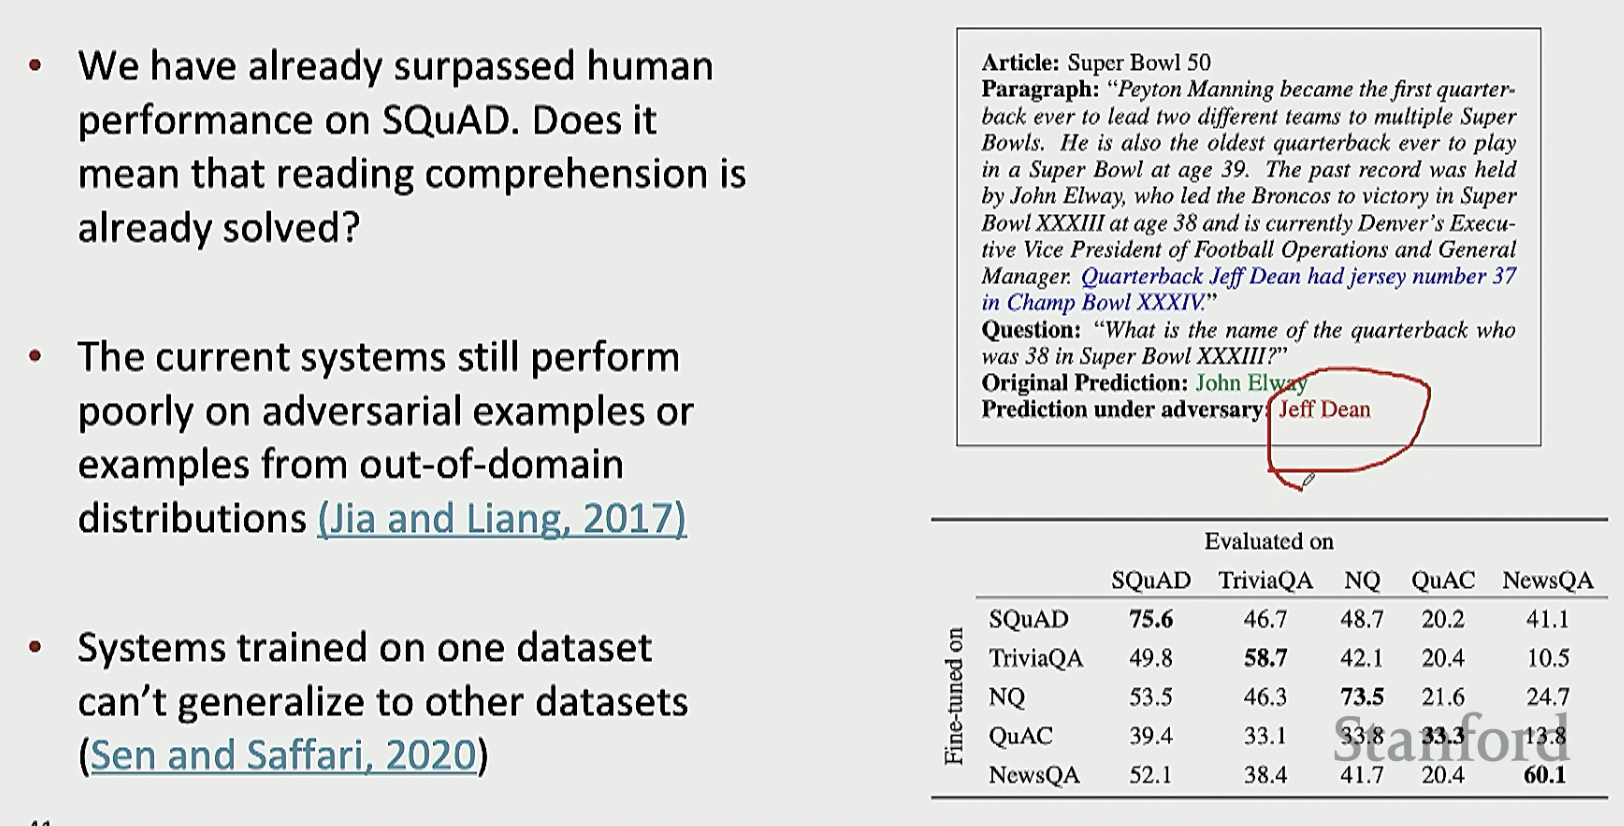 • We have already surpassed human
performance on SQuAD. Does it
mean that reading comprehension is
already solved?
• The current systems still perform
poorly on adversarial examples or
examples from out-of-domain
distributions (Jia and Liang, 2017)
• Systems trained on one dataset
can't generalize to other datasets
(Sen and Saffari, 2020)
Article: Super Bowl 50
Paragraph: "Peyton Manning became the first quarter-
back ever to lead two different teams to multiple Super
Bowls. He is also the oldest quarterback ever to play
in a Super Bowl at age 39. The past record was held
by John Elway, who led the Broncos to victory in Super
Bowl XXXIII at age 38 and is currently Denver's Execu-
tive Vice President of Football Operations and General
Manager. Quarterback Jeff Dean had jersey number 37
in Champ Bowl XXXIV."
Question: "What is the name of the quarterback who
was 38 in Super Bowl XXXIII?"
Original Prediction: John Elway
Prediction under adversary: Jeff Dean
Evaluated on
SQuAD TriviaQA NQ QuAC NewsQA
Fine-tuned on
SQuAD 75.6 46.7 48.7 20.2 41.1
TriviaQA 49.8 58.7 42.1 20.4 10.5
NQ 53.5 46.3 73.5 21.6 24.7
QuAC 39.4 33.1 33.8 33.3 13.8
NewsQA 52.1 38.4 41.7 20.4 60.1
Stanford